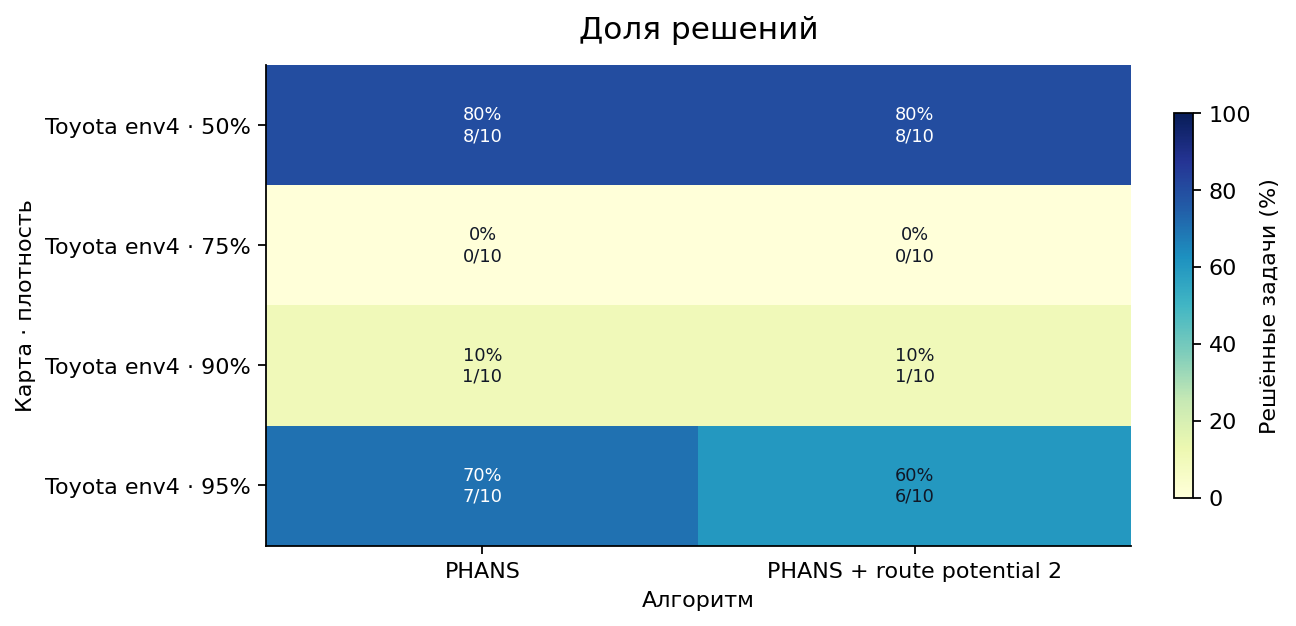 Доля решений
Карта · плотность
Toyota env4 · 50%
80%
8/10
80%
8/10
Toyota env4 · 75%
0%
0/10
0%
0/10
Toyota env4 · 90%
10%
1/10
10%
1/10
Toyota env4 · 95%
70%
7/10
60%
6/10
PHANS
PHANS + route potential 2
Алгоритм
100
80
60
40
20
0
Решённые задачи (%)